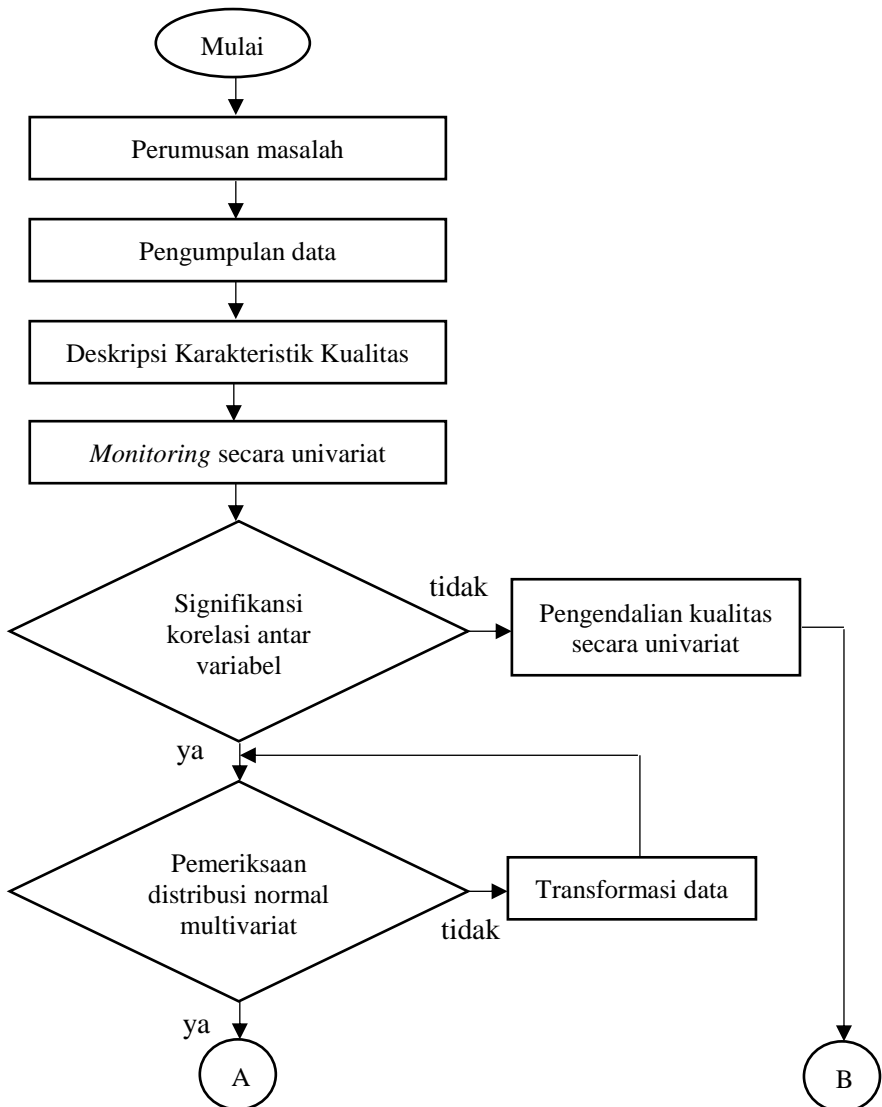 Mulai
Perumusan masalah
Pengumpulan data
Deskripsi Karakteristik Kualitas
Monitoring secara univariat
Signifikansi
korelasi antar
variabel
tidak
Pengendalian kualitas
secara univariat
ya
Pemeriksaan
distribusi normal
multivariat
tidak
Transformasi data
ya
A
B